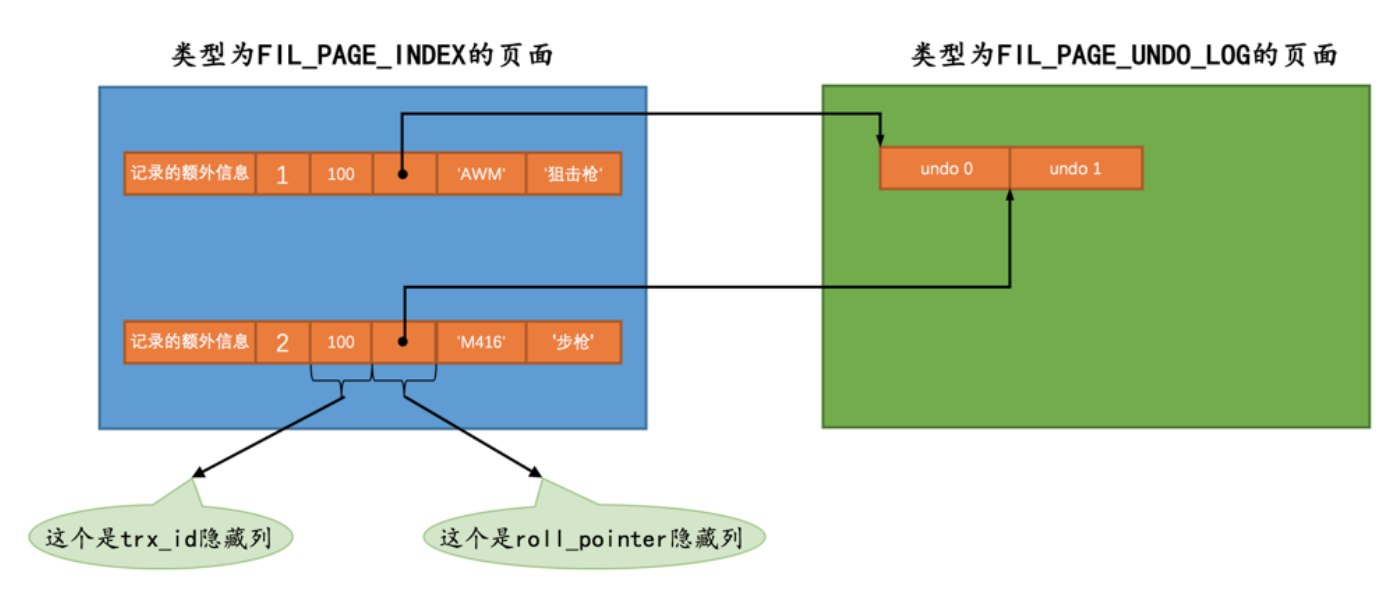 类型为FIL_PAGE_INDEX的页面
类型为FIL_PAGE_UNDO_LOG的页面
记录的额外信息 1 100 'AWM' '狙击枪'
undo 0 undo 1
记录的额外信息 2 100 'M416' '步枪'
这个是trx_id隐藏列
这个是roll_pointer隐藏列